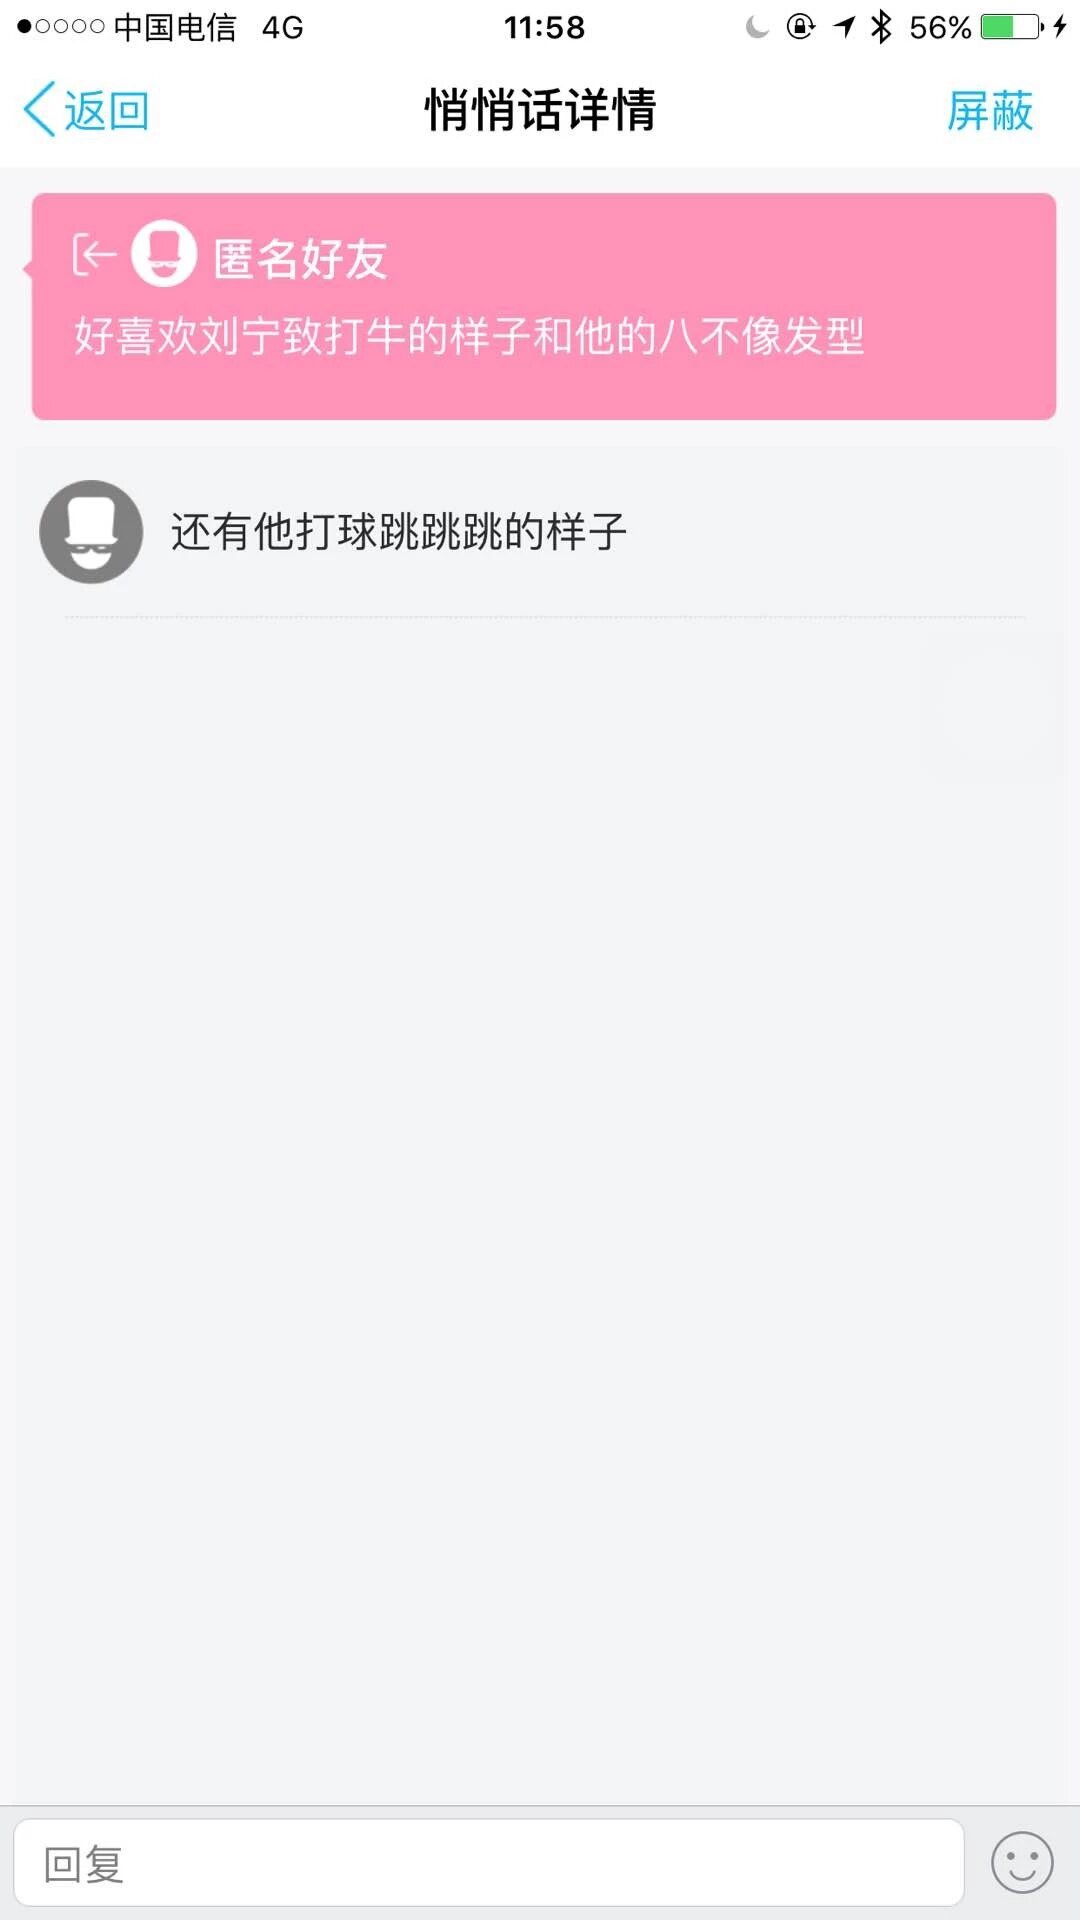 中国电信 4G 11:58 56%
返回 悄悄话详情 屏蔽
匿名好友
好喜欢刘宁致打牛的样子和他的八不像发型
还有他打球跳跳跳的样子
回复